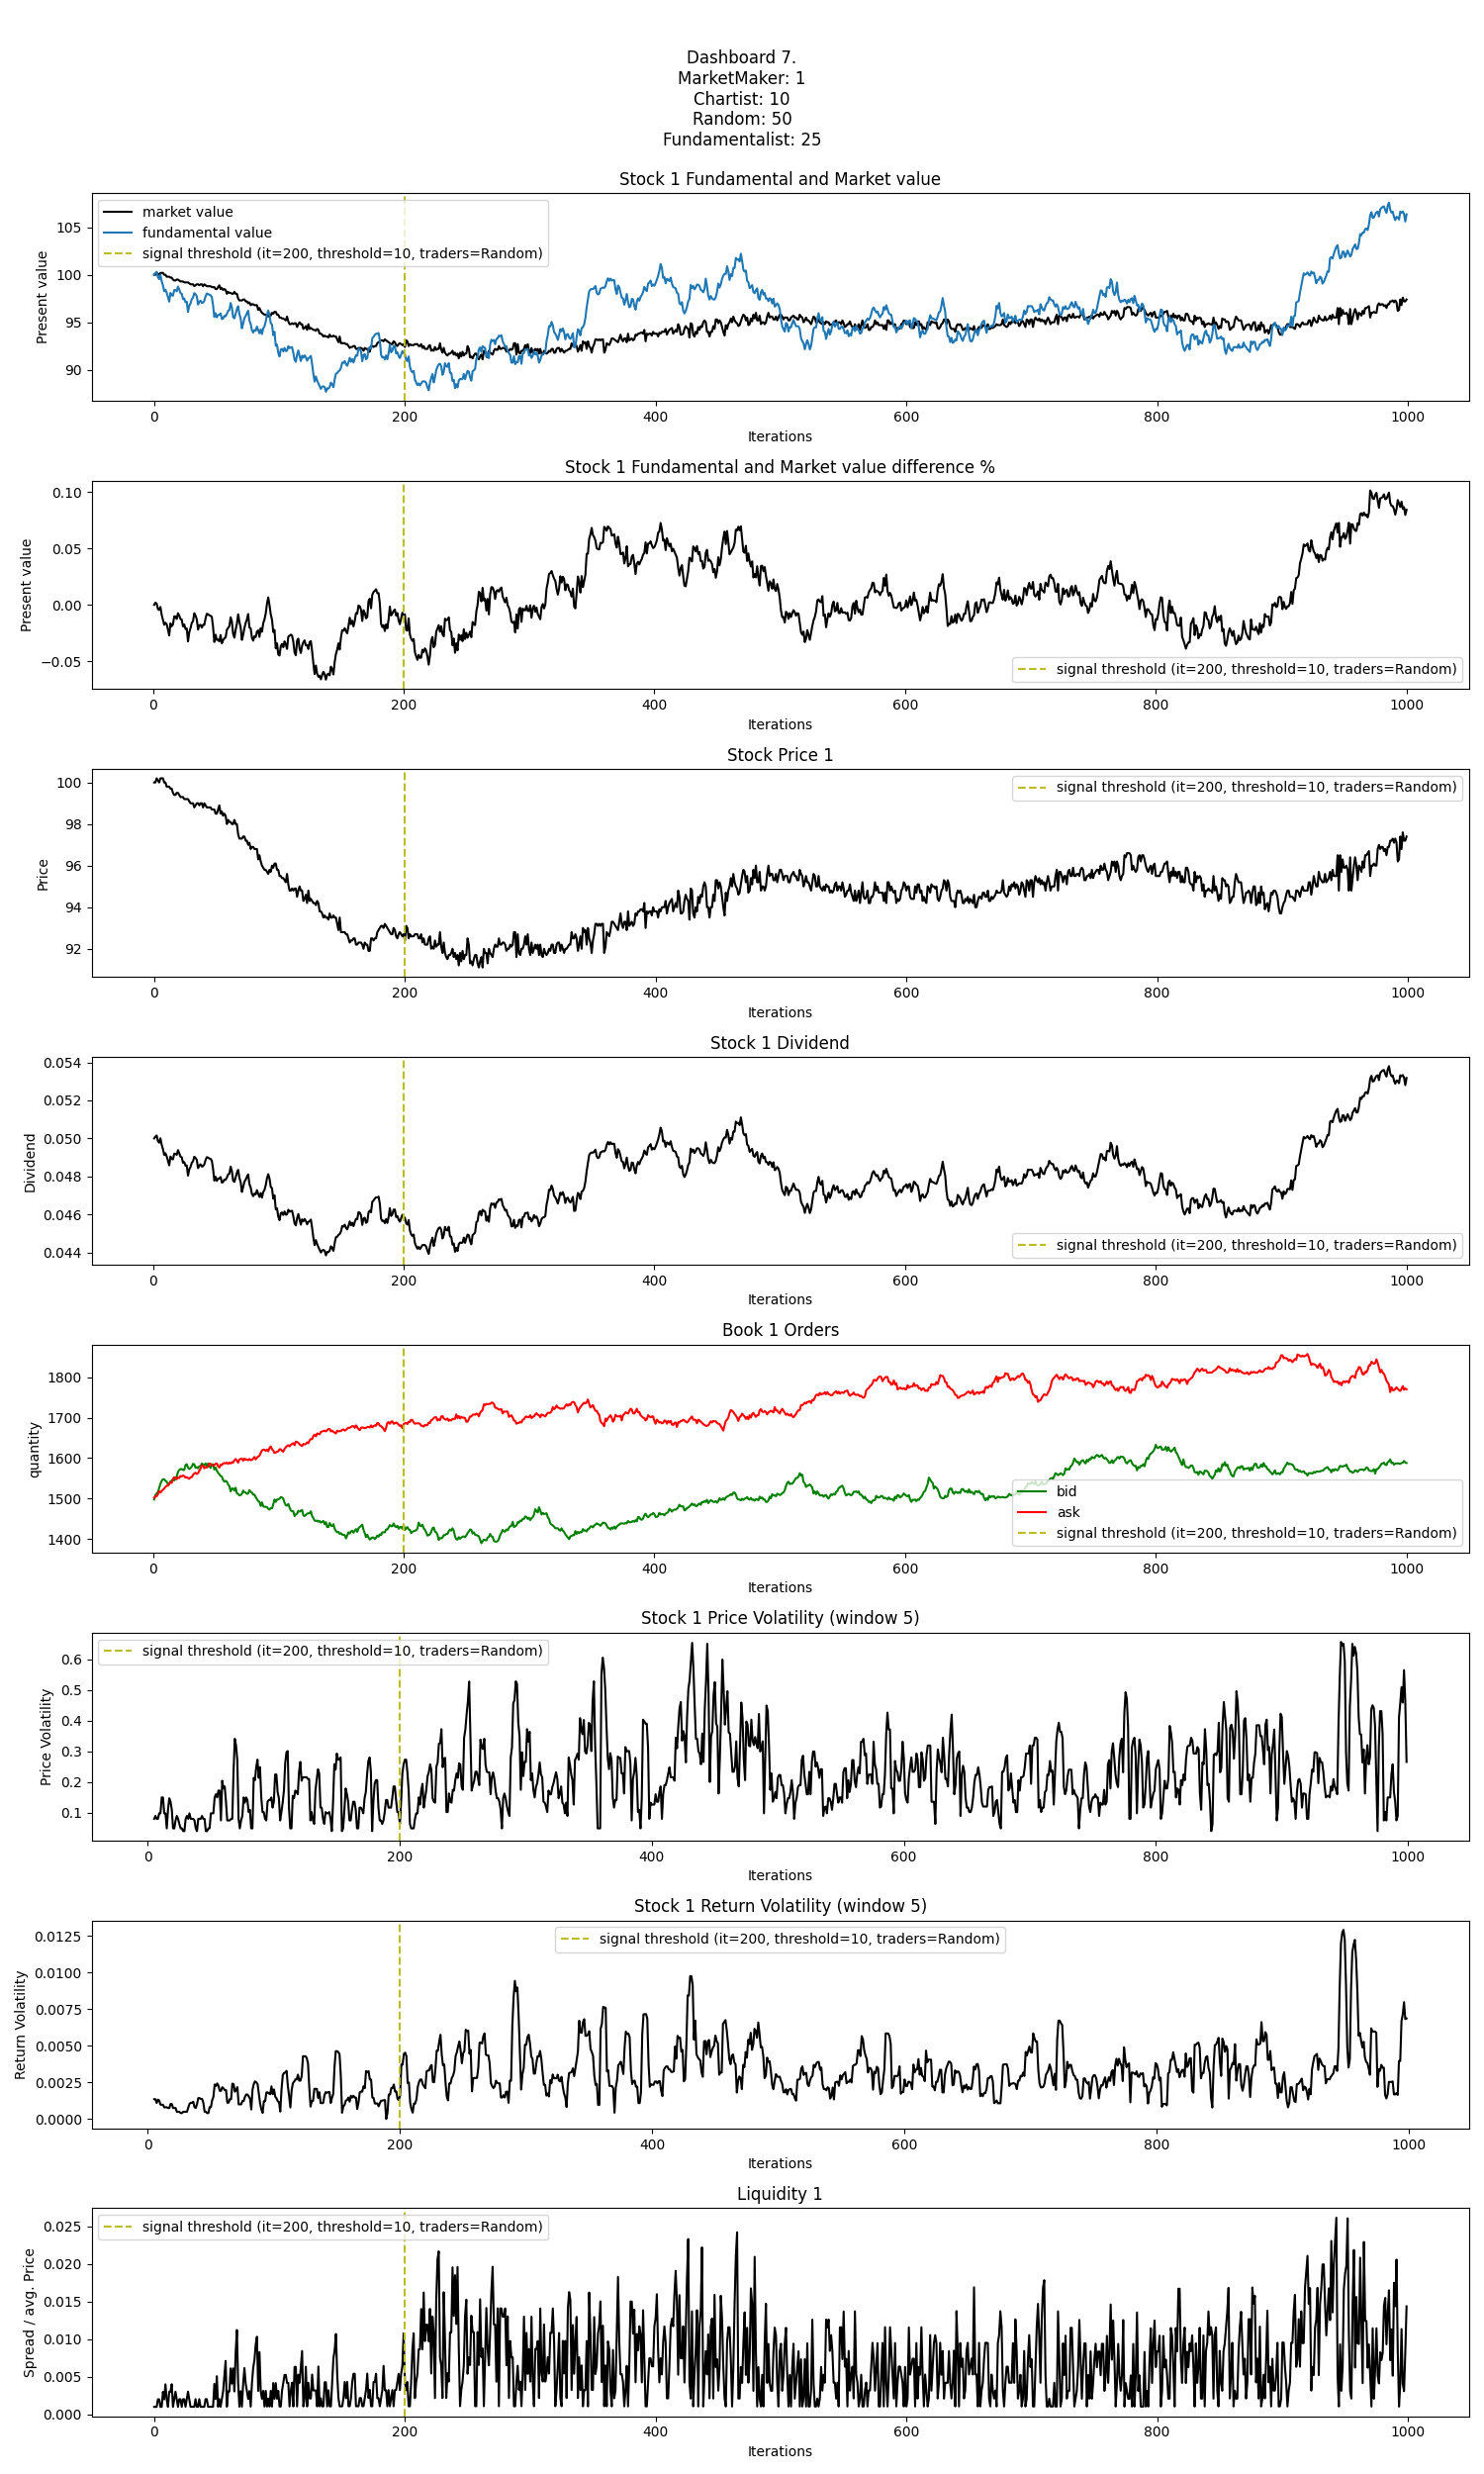 Dashboard 7.
MarketMaker: 1
Chartist: 10
Random: 50
Fundamentalist: 25
Stock 1 Fundamental and Market value
market value
fundamental value
signal threshold (it=200, threshold=10, traders=Random)
Present value
105
100
95
90
0 200 400 600 800 1000
Iterations
Stock 1 Fundamental and Market value difference %
Present value
0.10
0.05
0.00
−0.05
signal threshold (it=200, threshold=10, traders=Random)
0 200 400 600 800 1000
Iterations
Stock Price 1
signal threshold (it=200, threshold=10, traders=Random)
Price
100
98
96
94
92
0 200 400 600 800 1000
Iterations
Stock 1 Dividend
Dividend
0.054
0.052
0.050
0.048
0.046
0.044
signal threshold (it=200, threshold=10, traders=Random)
0 200 400 600 800 1000
Iterations
Book 1 Orders
quantity
1800
1700
1600
1500
1400
bid
ask
signal threshold (it=200, threshold=10, traders=Random)
0 200 400 600 800 1000
Iterations
Stock 1 Price Volatility (window 5)
signal threshold (it=200, threshold=10, traders=Random)
Price Volatility
0.6
0.5
0.4
0.3
0.2
0.1
0 200 400 600 800 1000
Iterations
Stock 1 Return Volatility (window 5)
signal threshold (it=200, threshold=10, traders=Random)
Return Volatility
0.0125
0.0100
0.0075
0.0050
0.0025
0.0000
0 200 400 600 800 1000
Iterations
Liquidity 1
signal threshold (it=200, threshold=10, traders=Random)
Spread / avg. Price
0.025
0.020
0.015
0.010
0.005
0.000
0 200 400 600 800 1000
Iterations